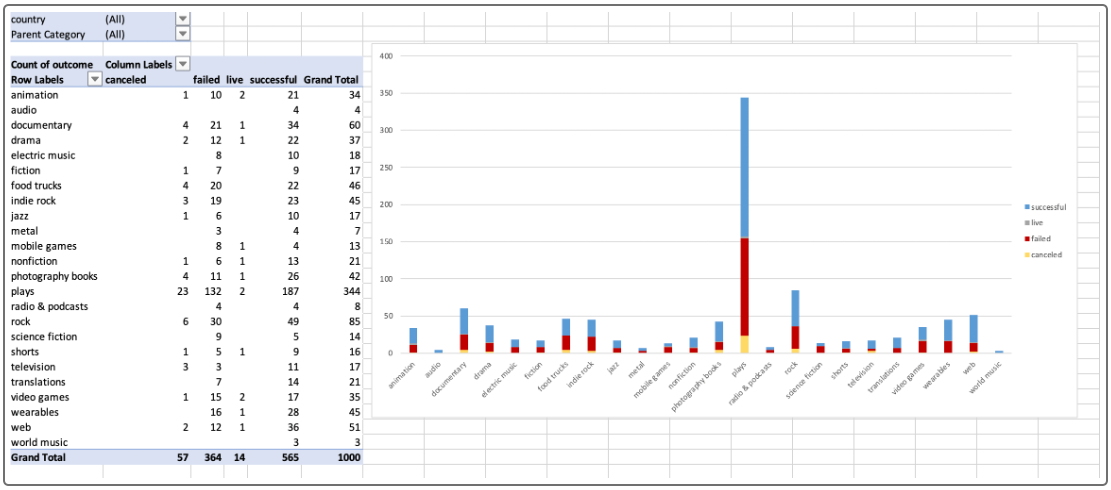 country (All)
Parent Category (All)
Count of outcome Column Labels
Row Labels canceled failed live successful Grand Total
animation 1 10 2 21 34
audio 4 4
documentary 4 21 1 34 60
drama 2 12 1 22 37
electric music 8 10 18
fiction 1 7 9 17
food trucks 4 20 22 46
indie rock 3 19 23 45
jazz 1 6 10 17
metal 3 4 7
mobile games 8 1 4 13
nonfiction 1 6 1 13 21
photography books 4 11 1 26 42
plays 23 132 2 187 344
radio & podcasts 4 4 8
rock 6 30 49 85
science fiction 9 5 14
shorts 1 5 1 9 16
television 3 3 11 17
translations 7 14 21
video games 1 15 2 17 35
wearables 16 1 28 45
web 2 12 1 36 51
world music 3 3
Grand Total 57 364 14 565 1000
400
350
300
250
200
150
100
50
0
animation
audio
documentary
drama
electric music
fiction
food trucks
indie rock
jazz
metal
mobile games
nonfiction
photography books
plays
radio & podcasts
rock
science fiction
shorts
television
translations
video games
wearables
web
world music
successful
live
failed
canceled